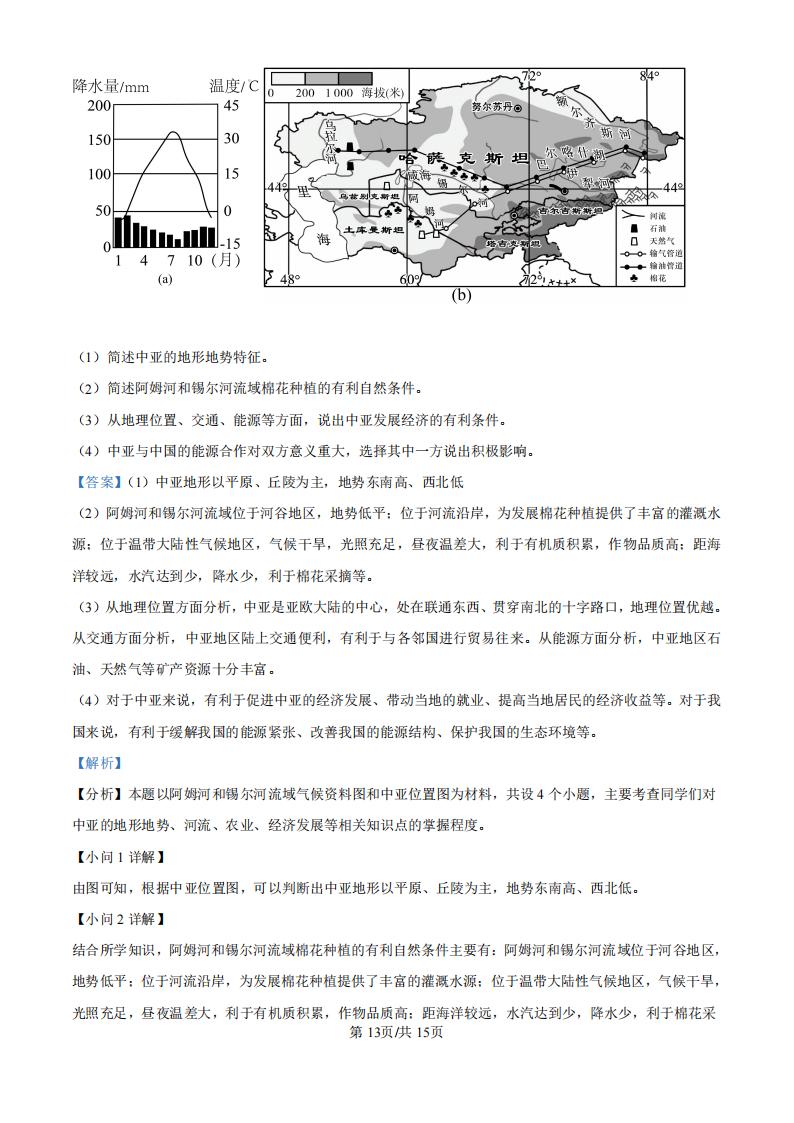 降水量/mm 温度/℃
200 45
150 30
100 15
50 0
0 -15
1 4 7 10 (月)
(a)
0 200 1 000 海拔(米)
72° 84°
努尔苏丹
额尔齐斯河
乌拉尔河
哈萨克斯坦
巴尔喀什湖
咸海
锡尔河
伊犁河
44° 44°
里海
乌兹别克斯坦
阿姆河
吉尔吉斯斯坦
土库曼斯坦
塔吉克斯坦
河流
石油
天然气
输气管道
输油管道
棉花
48° 60° 72°
(b)
（1）简述中亚的地形地势特征。
（2）简述阿姆河和锡尔河流域棉花种植的有利自然条件。
（3）从地理位置、交通、能源等方面，说出中亚发展经济的有利条件。
（4）中亚与中国的能源合作对双方意义重大，选择其中一方说出积极影响。
【答案】（1）中亚地形以平原、丘陵为主，地势东南高、西北低
（2）阿姆河和锡尔河流域位于河谷地区，地势低平；位于河流沿岸，为发展棉花种植提供了丰富的灌溉水
源；位于温带大陆性气候地区，气候干旱，光照充足，昼夜温差大，利于有机质积累，作物品质高；距海
洋较远，水汽达到少，降水少，利于棉花采摘等。
（3）从地理位置方面分析，中亚是亚欧大陆的中心，处在联通东西、贯穿南北的十字路口，地理位置优越。
从交通方面分析，中亚地区陆上交通便利，有利于与各邻国进行贸易往来。从能源方面分析，中亚地区石
油、天然气等矿产资源十分丰富。
（4）对于中亚来说，有利于促进中亚的经济发展、带动当地的就业、提高当地居民的经济收益等。对于我
国来说，有利于缓解我国的能源紧张、改善我国的能源结构、保护我国的生态环境等。
【解析】
【分析】本题以阿姆河和锡尔河流域气候资料图和中亚位置图为材料，共设 4 个小题，主要考查同学们对
中亚的地形地势、河流、农业、经济发展等相关知识点的掌握程度。
【小问 1 详解】
由图可知，根据中亚位置图，可以判断出中亚地形以平原、丘陵为主，地势东南高、西北低。
【小问 2 详解】
结合所学知识，阿姆河和锡尔河流域棉花种植的有利自然条件主要有：阿姆河和锡尔河流域位于河谷地区，
地势低平；位于河流沿岸，为发展棉花种植提供了丰富的灌溉水源；位于温带大陆性气候地区，气候干旱，
光照充足，昼夜温差大，利于有机质积累，作物品质高；距海洋较远，水汽达到少，降水少，利于棉花采
第 13页/共 15页